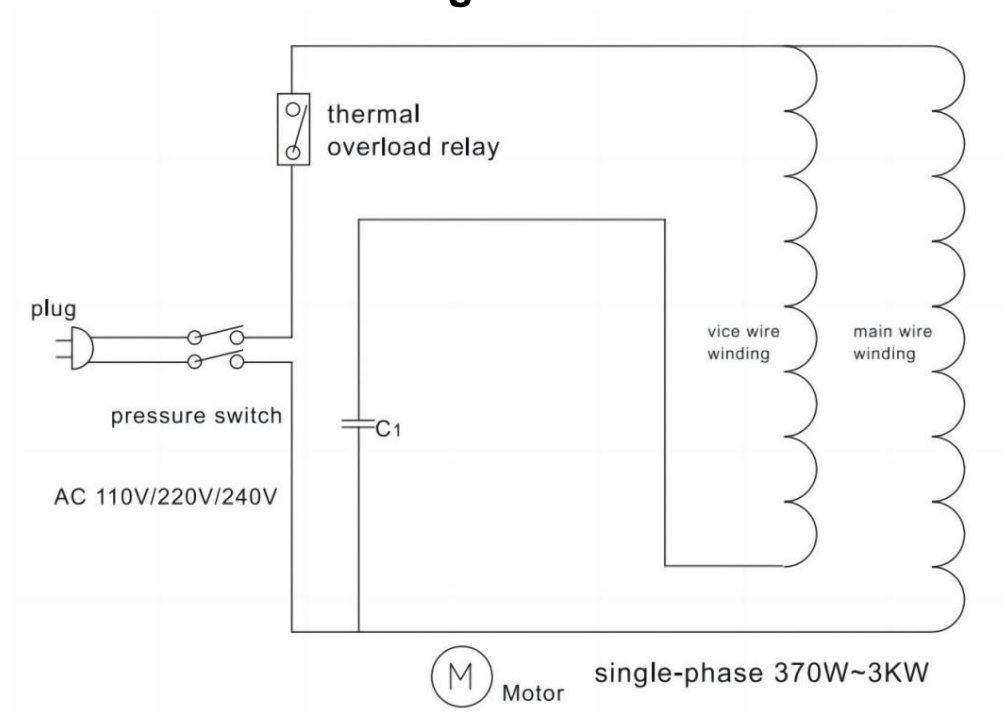 g
thermal
overload relay
plug
vice wire
winding
main wire
winding
pressure switch
C1
AC 110V/220V/240V
M
Motor
single-phase 370W~3KW